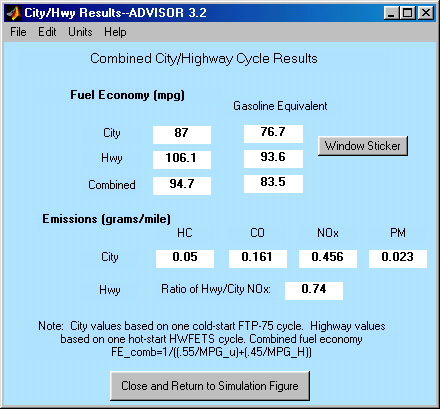 City/Hwy Results--ADVISOR 3.2
File Edit Units Help
Combined City/Highway Cycle Results
Fuel Economy (mpg)
Gasoline Equivalent
City 87 76.7
Window Sticker
Hwy 106.1 93.6
Combined 94.7 83.5
Emissions (grams/mile)
HC CO NOx PM
City 0.05 0.161 0.456 0.023
Hwy Ratio of Hwy/City NOx: 0.74
Note: City values based on one cold-start FTP-75 cycle. Highway values
based on one hot-start HWFETS cycle. Combined fuel economy
FE_comb=1/((.55/MPG_u)+(.45/MPG_H))
Close and Return to Simulation Figure